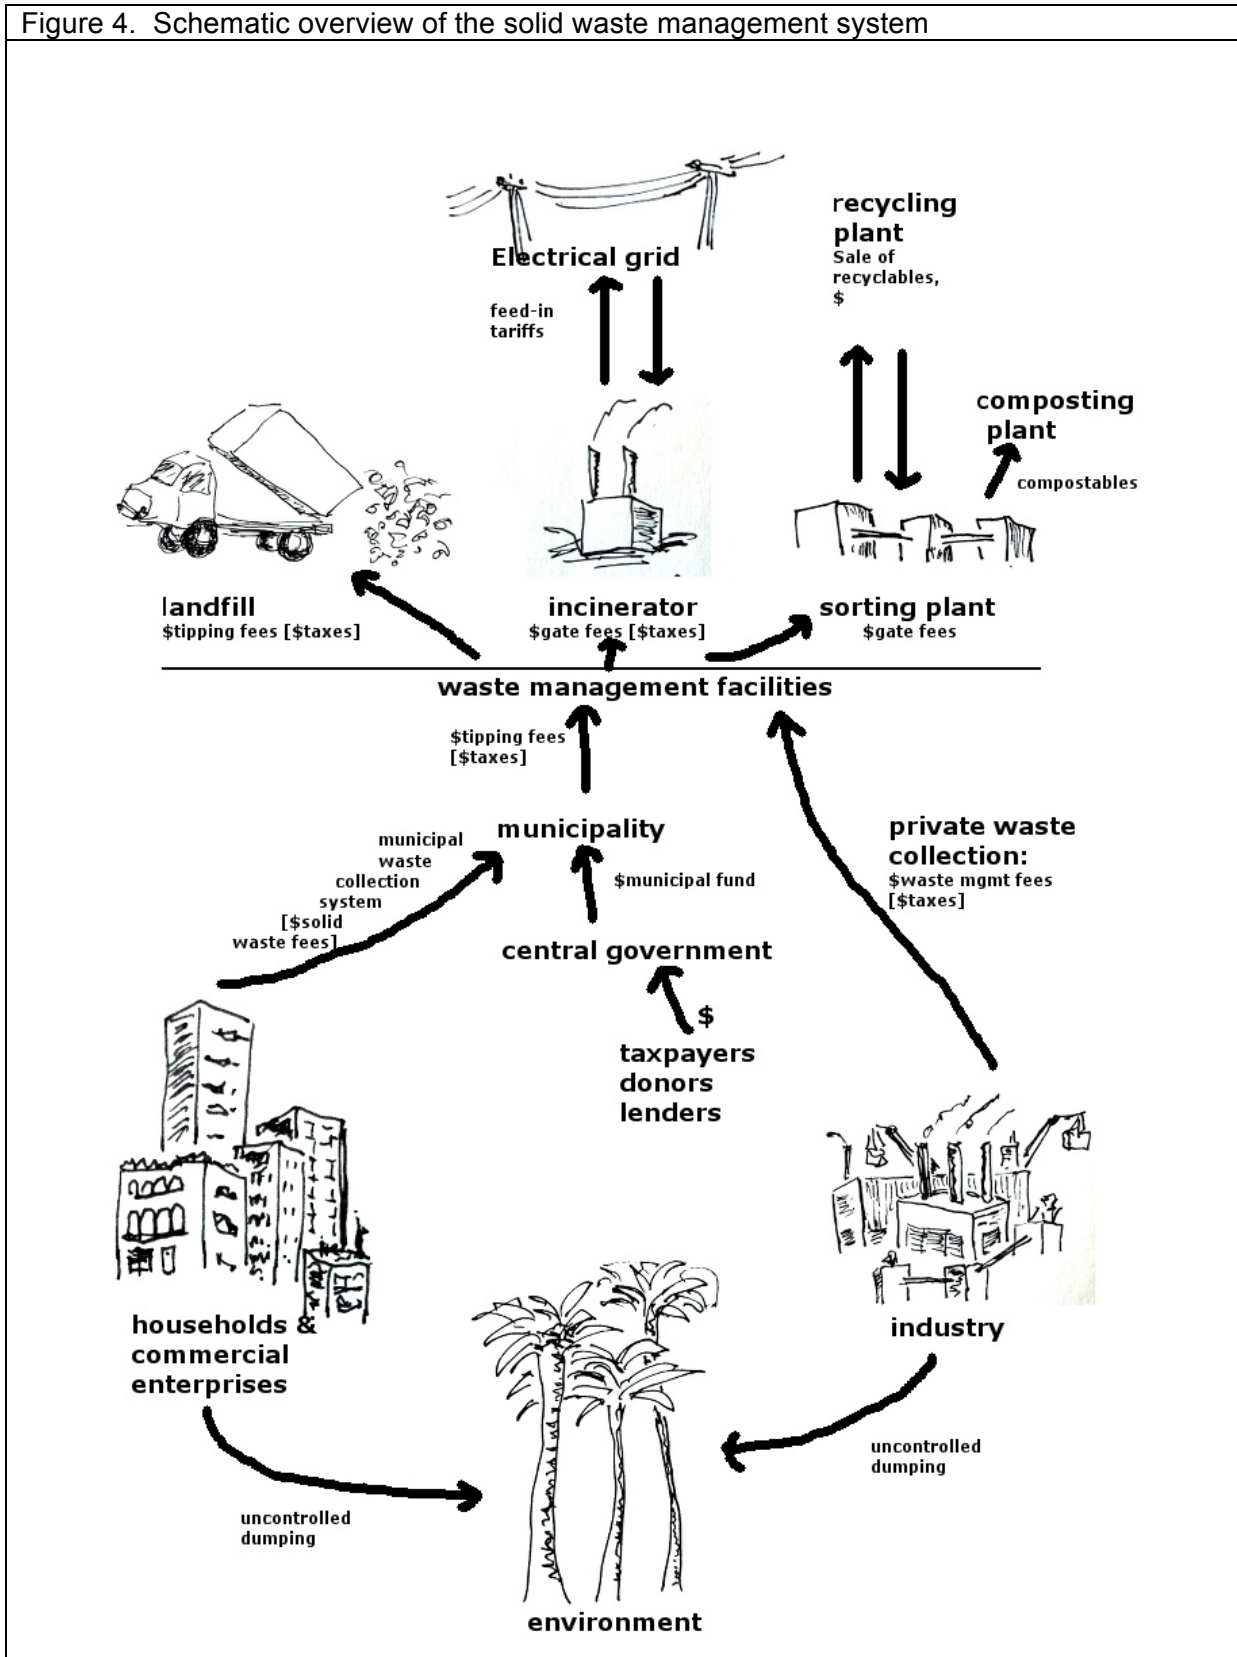 Figure 4. Schematic overview of the solid waste management system
Electrical grid
feed-in
tariffs
recycling
plant
Sale of
recyclables,
$
composting
plant
compostables
landfill
$tipping fees [$taxes]
incinerator
$gate fees [$taxes]
sorting plant
$gate fees
waste management facilities
$tipping fees
[$taxes]
municipality
municipal
waste
collection
system
[$solid
waste fees]
$municipal fund
private waste
collection:
$waste mgmt fees
[$taxes]
central government
$
taxpayers
donors
lenders
households &
commercial
enterprises
industry
uncontrolled
dumping
uncontrolled
dumping
environment